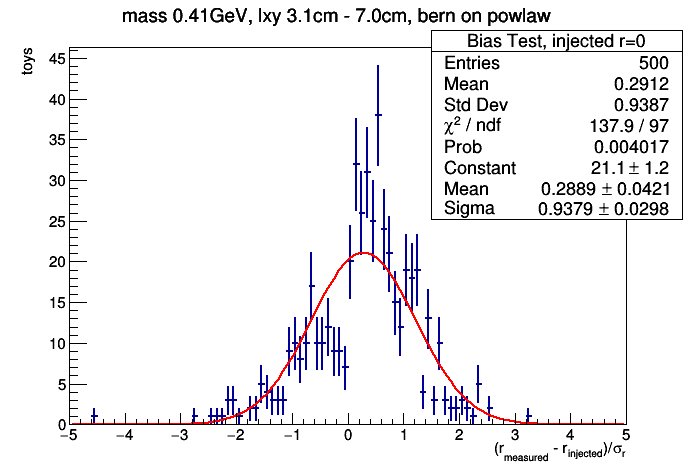 mass 0.41GeV, lxy 3.1cm - 7.0cm, bern on powlaw
Bias Test, injected r=0
Entries 500
Mean 0.2912
Std Dev 0.9387
χ² / ndf 137.9 / 97
Prob 0.004017
Constant 21.1 ± 1.2
Mean 0.2889 ± 0.0421
Sigma 0.9379 ± 0.0298
toys
45
40
35
30
25
20
15
10
5
0
−5 −4 −3 −2 −1 0 1 2 3 4 5
(r_measured - r_injected)/σ_r